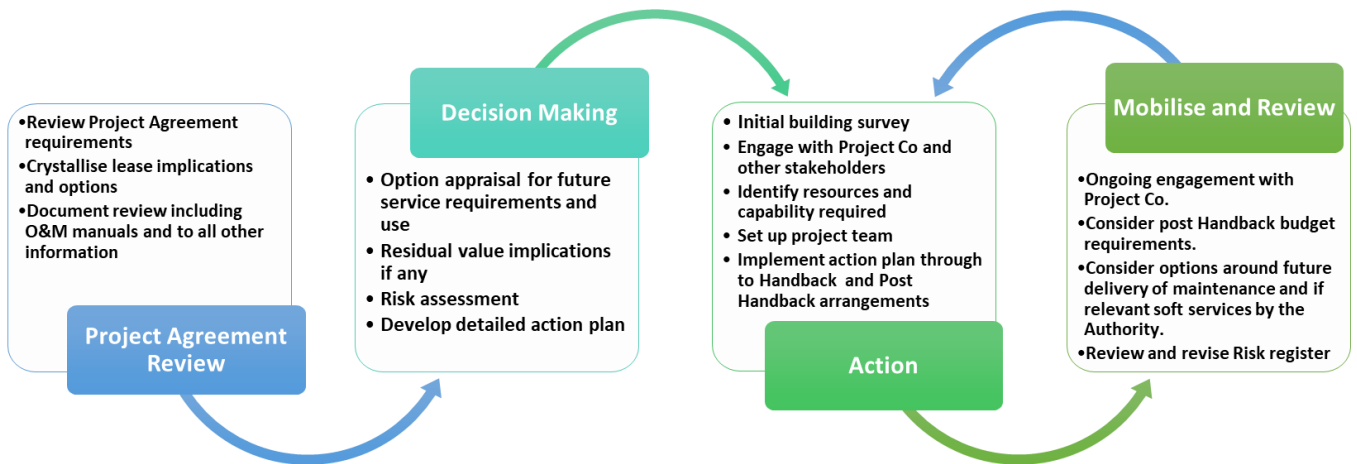 •Review Project Agreement
requirements
•Crystallise lease implications
and options
•Document review including
O&M manuals and to all other
information
Project Agreement
Review
Decision Making
• Option appraisal for future
service requirements and
use
• Residual value implications
if any
• Risk assessment
• Develop detailed action plan
• Initial building survey
• Engage with Project Co and
other stakeholders
• Identify resources and
capability required
• Set up project team
• Implement action plan through
to Handback and Post
Handback arrangements
Action
Mobilise and Review
•Ongoing engagement with
Project Co.
•Consider post Handback budget
requirements.
•Consider options around future
delivery of maintenance and if
relevant soft services by the
Authority.
•Review and revise Risk register